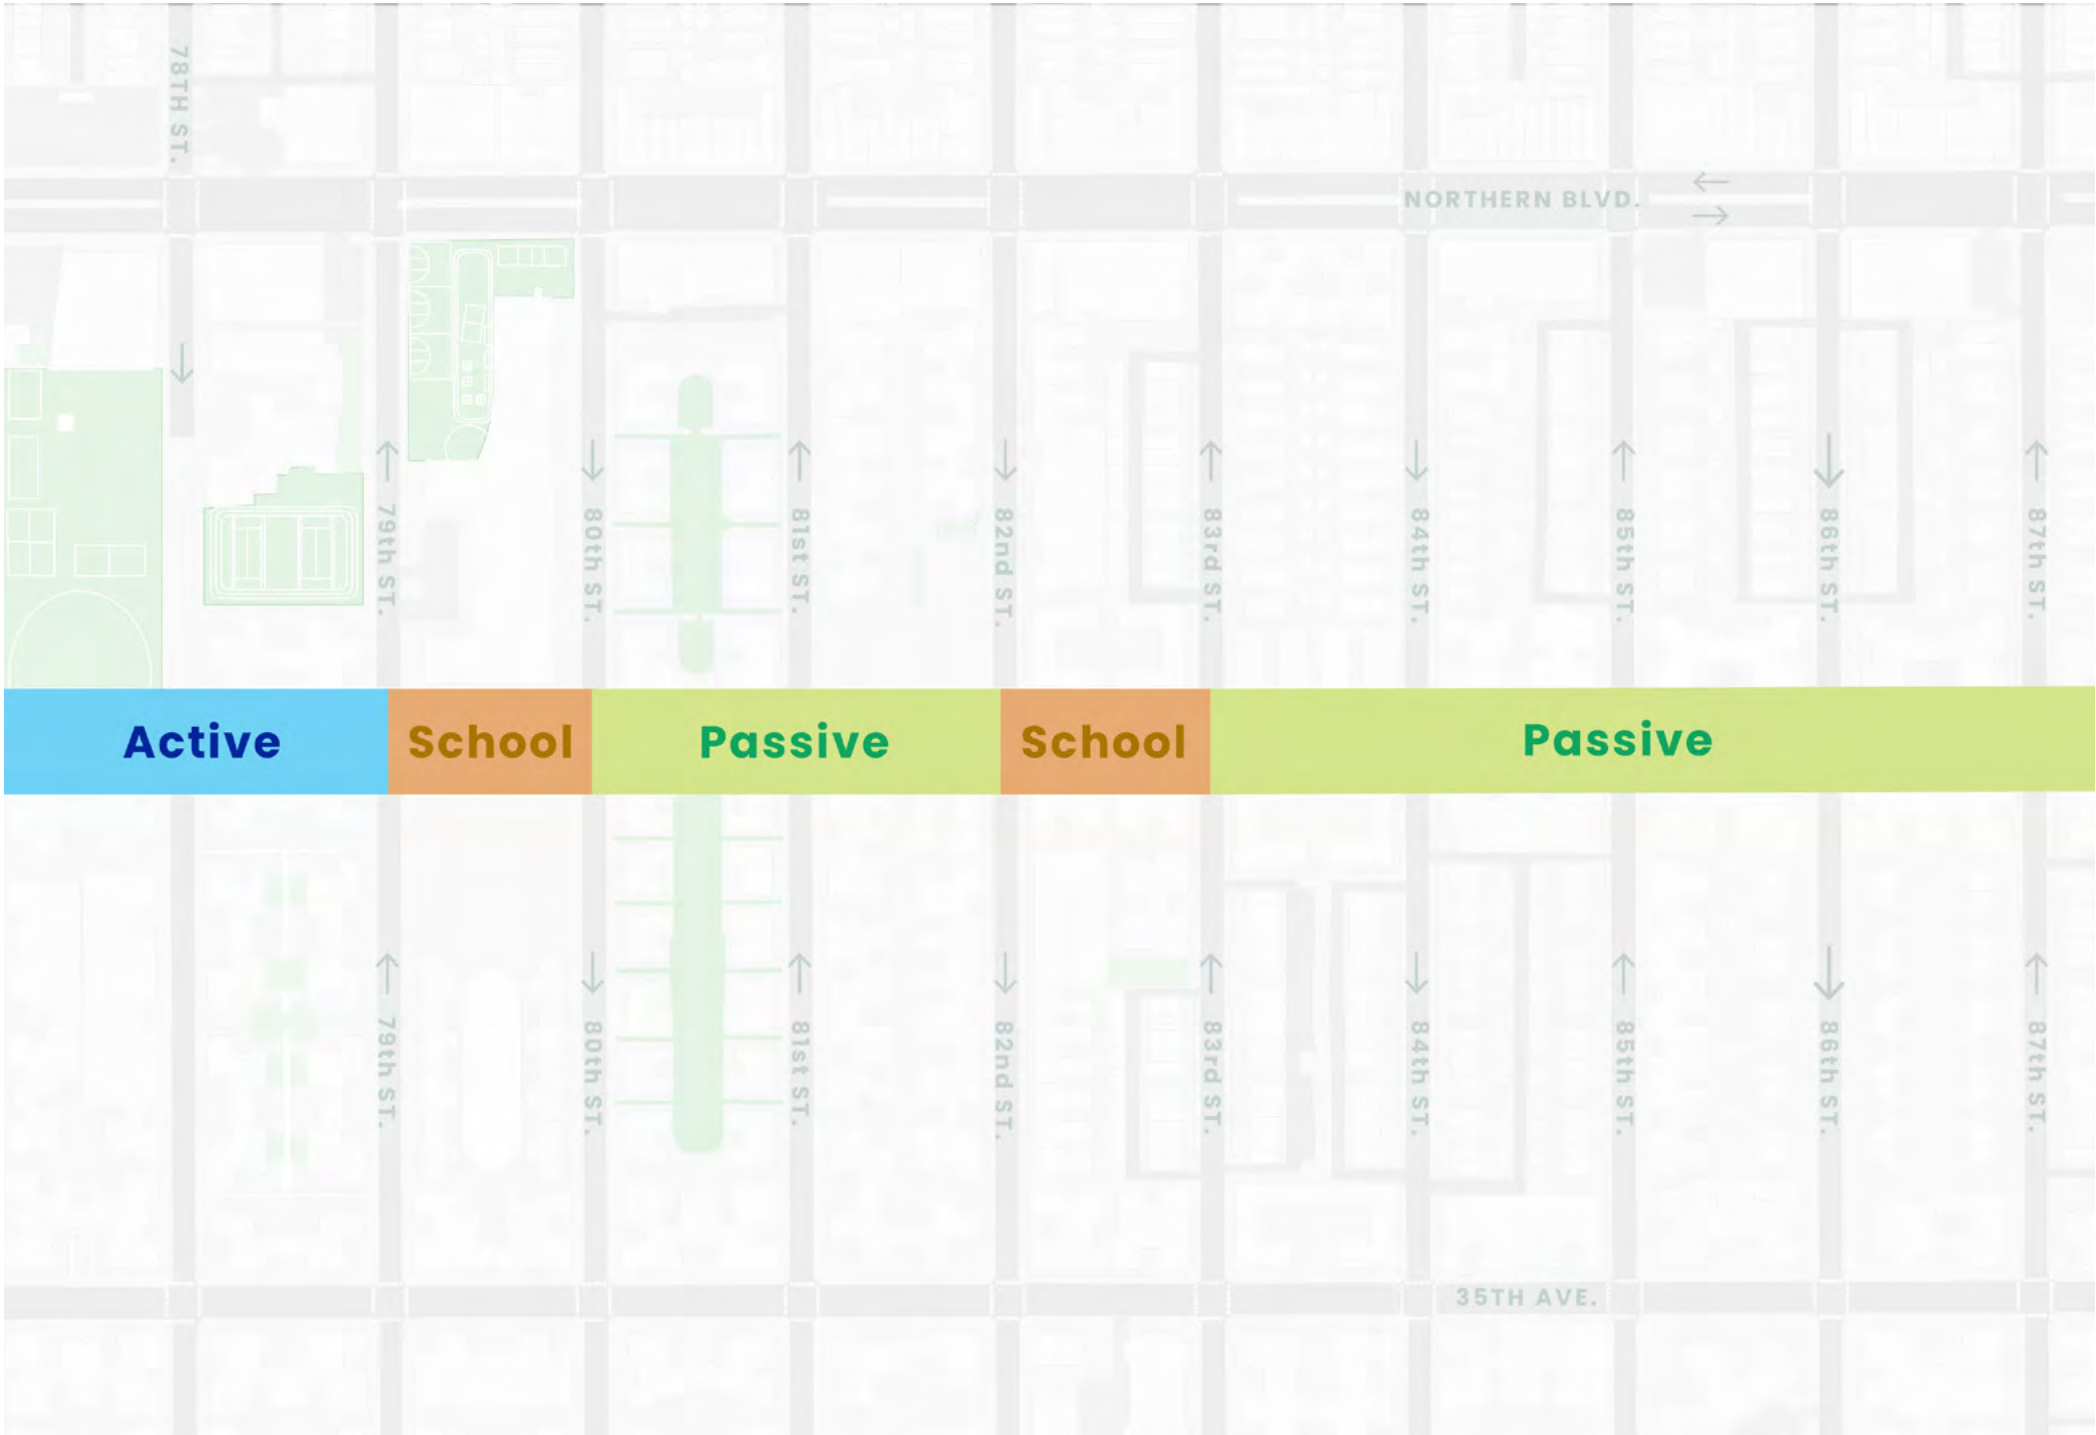 78TH ST.
NORTHERN BLVD.
79th ST.
80th ST.
81st ST.
82nd ST.
83rd ST.
84th ST.
85th ST.
86th ST.
87th ST.
Active
School
Passive
School
Passive
79th ST.
80th ST.
81st ST.
82nd ST.
83rd ST.
84th ST.
85th ST.
86th ST.
87th ST.
35TH AVE.